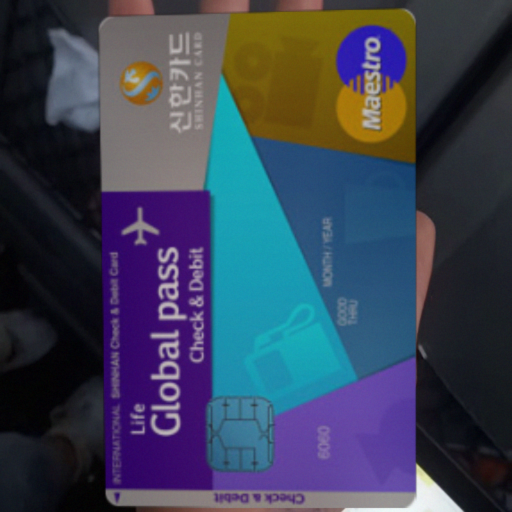 신한카드
SHINHAN CARD
Maestro
INTERNATIONAL SHINHAN Check & Debit Card
Life
Global pass
Check & Debit
MONTH / YEAR
GOOD
THRU
6060
Check & Debit